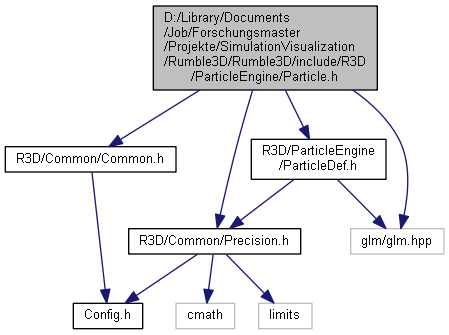 D:/Library/Documents
/Job/Forschungsmaster
/Projekte/SimulationVisualization
/Rumble3D/Rumble3D/include/R3D
/ParticleEngine/Particle.h
R3D/Common/Common.h
R3D/ParticleEngine
/ParticleDef.h
R3D/Common/Precision.h
glm/glm.hpp
Config.h
cmath
limits